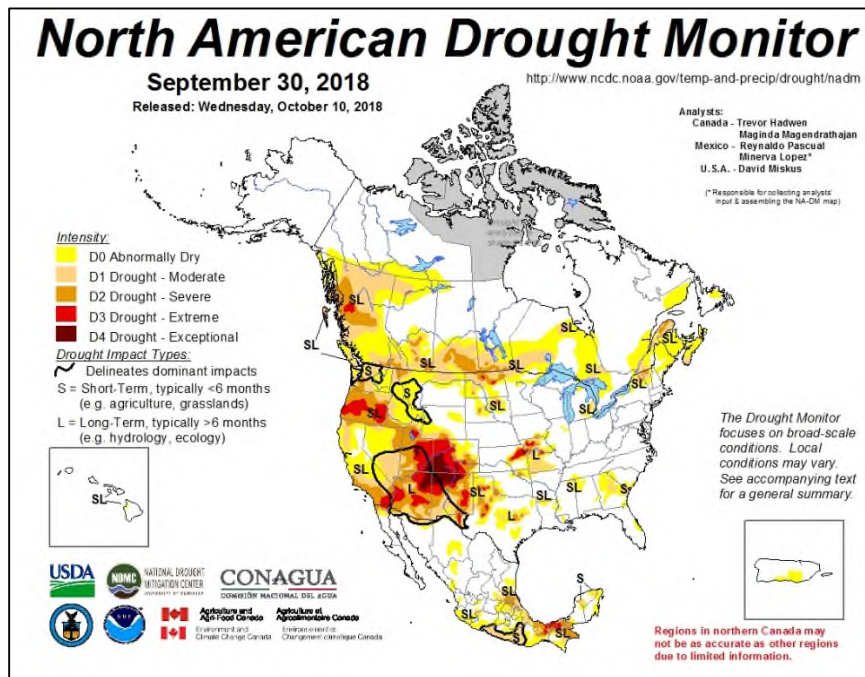 North American Drought Monitor
September 30, 2018
Released: Wednesday, October 10, 2018
http://www.ncdc.noaa.gov/temp-and-precip/drought/nadm
Analysts:
Canada - Trevor Hadwen
Maginda Magendrathajan
Mexico - Reynaldo Pascual
Minerva Lopez*
U.S.A. - David Miskus
(* Responsible for collecting analysts'
input & assembling the NA-DM map)
Intensity:
D0 Abnormally Dry
D1 Drought - Moderate
D2 Drought - Severe
D3 Drought - Extreme
D4 Drought - Exceptional
Drought Impact Types:
Delineates dominant impacts
S = Short-Term, typically <6 months
(e.g. agriculture, grasslands)
L = Long-Term, typically >6 months
(e.g. hydrology, ecology)
SL
SL
SL
SL
SL
SL
SL
SL
SL
S
S
SL
SL
SL
L
L
SL
L
SL
S
SL
SL
SL
S
S
SL
The Drought Monitor
focuses on broad-scale
conditions. Local
conditions may vary.
See accompanying text
for a general summary.
USDA
NDMC
NATIONAL DROUGHT
MITIGATION CENTER
CONAGUA
COMISIÓN NACIONAL DEL AGUA
Agriculture and
Agri-Food Canada
Agriculture et
Agroalimentaire Canada
Environment and
Climate Change Canada
Environnement et
Changement climatique Canada
Regions in northern Canada may
not be as accurate as other regions
due to limited information.